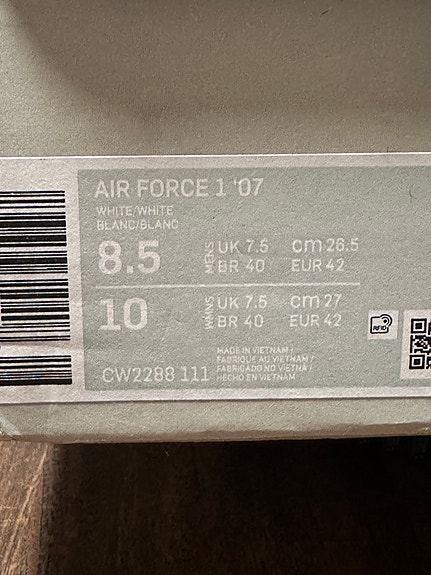 AIR FORCE 1 '07
WHITE/WHITE
BLANC/BLANC
8.5 MENS UK 7.5 cm 26.5
BR 40 EUR 42
10 WMNS UK 7.5 cm 27
BR 40 EUR 42
RFID
CW2288 111
MADE IN VIETNAM /
FABRIQUÉ AU VIETNAM /
FABRICADO NO VIETNÃ /
HECHO EN VIETNAM